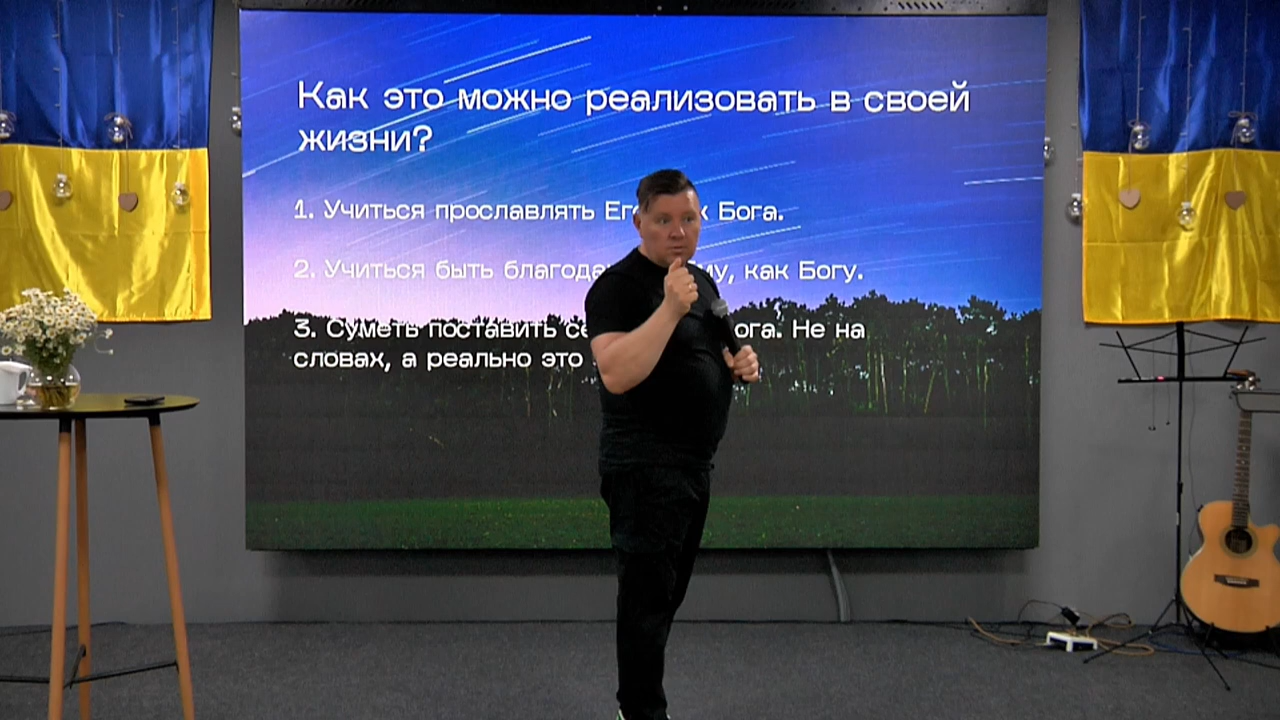 Как это можно реализовать в своей
жизни?
1. Учиться прославлять Бога.
2. Учиться быть как Богу.
3. Суметь поставить Не на
словах, а реально это